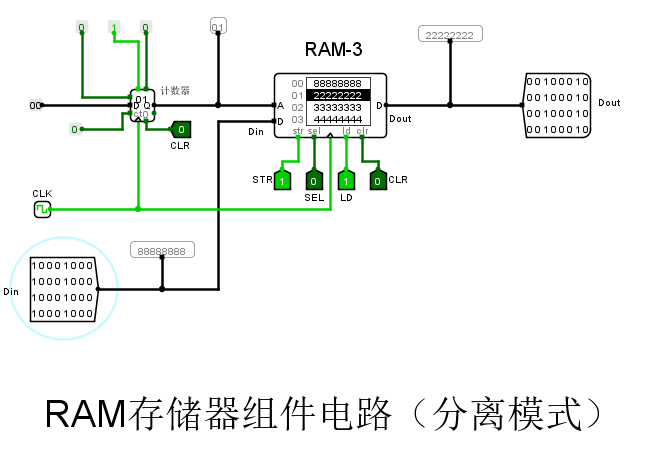 0 1 0 01
22222222
RAM-3
计数器
00 01
D Q
ct0
0
0
CLR
00 88888888
01 22222222
02 33333333
03 44444444
A
D
D
str sel ld clr
Din
Dout
00100010
00100010
00100010
00100010
Dout
STR 1
0 SEL
1 LD
0 CLR
CLK
88888888
Din
10001000
10001000
10001000
10001000
RAM存储器组件电路（分离模式）